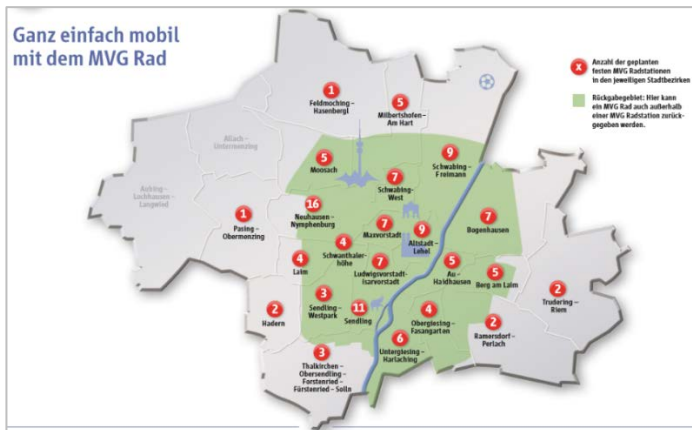 Ganz einfach mobil
mit dem MVG Rad
x
Anzahl der geplanten
festen MVG Radstationen
in den jeweiligen Stadtbezirken
Rückgabegebiet: Hier kann
ein MVG Rad auch außerhalb
einer MVG Radstation zurück-
gegeben werden.
1
Feldmoching –
Hasenbergl
5
Milbertshofen –
Am Hart
Allach –
Untermenzing
5
Moosach
9
Schwabing –
Freimann
7
Schwabing –
West
Aubing –
Lochhausen –
Langwied
16
Neuhausen –
Nymphenburg
1
Pasing –
Obermenzing
7
Maxvorstadt
9
Altstadt –
Lehel
7
Bogenhausen
4
Schwanthaler-
höhe
4
Laim
7
Ludwigsvorstadt –
Isarvorstadt
5
Au –
Haidhausen
5
Berg am Laim
2
Trudering –
Riem
3
Sendling –
Westpark
11
Sendling
4
Obergiesing –
Fasangarten
2
Hadern
2
Ramersdorf –
Perlach
6
Untergiesing –
Harlaching
3
Thalkirchen –
Obersendling –
Forstenried –
Fürstenried – Solln